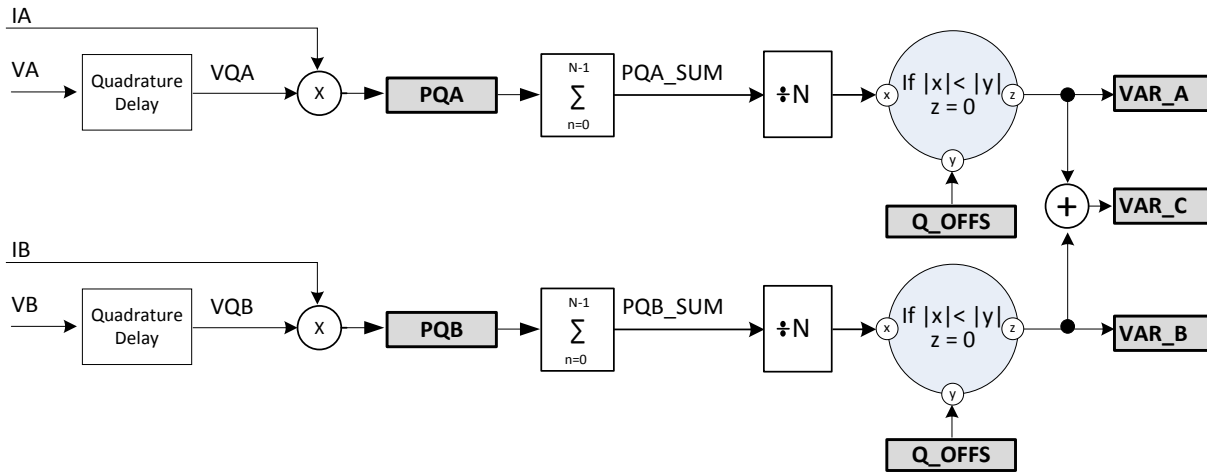 IA
VA
Quadrature
Delay
VQA
X
PQA
N-1
∑
n=0
PQA_SUM
÷N
x
If |x|< |y|
z = 0
z
y
Q_OFFS
VAR_A
+
VAR_C
IB
VB
Quadrature
Delay
VQB
X
PQB
N-1
∑
n=0
PQB_SUM
÷N
x
If |x|< |y|
z = 0
z
y
Q_OFFS
VAR_B